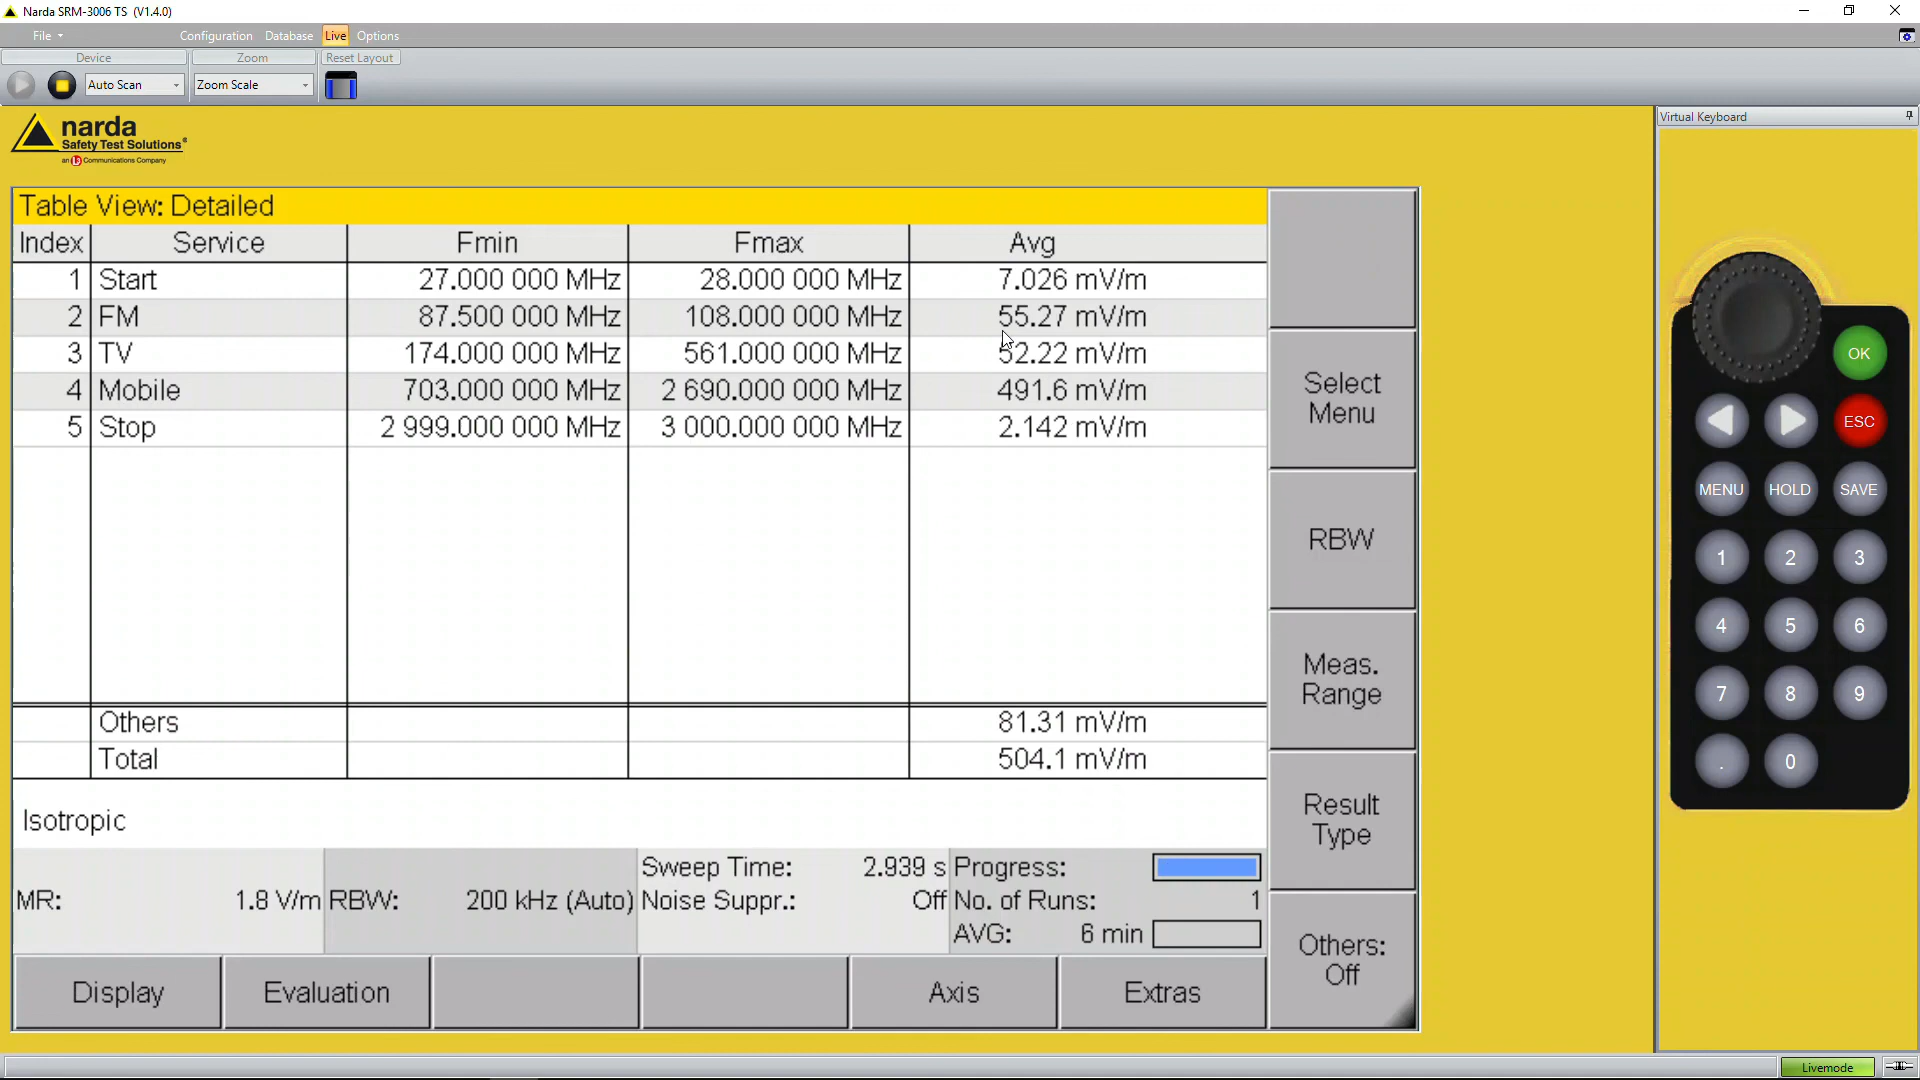 Narda SRM-3006 TS (V1.4.0)
File Configuration Database Live Options
Device Zoom Reset Layout
Auto Scan Zoom Scale
narda
Safety Test Solutions®
an L3 Communications Company
Virtual Keyboard
Table View: Detailed
Index Service Fmin Fmax Avg
1 Start 27.000 000 MHz 28.000 000 MHz 7.026 mV/m
2 FM 87.500 000 MHz 108.000 000 MHz 55.27 mV/m
3 TV 174.000 000 MHz 561.000 000 MHz 52.22 mV/m
4 Mobile 703.000 000 MHz 2 690.000 000 MHz 491.6 mV/m
5 Stop 2 999.000 000 MHz 3 000.000 000 MHz 2.142 mV/m
Others 81.31 mV/m
Total 504.1 mV/m
Isotropic
MR: 1.8 V/m
RBW: 200 kHz (Auto)
Sweep Time: 2.939 s
Noise Suppr.: Off
Progress:
No. of Runs: 1
AVG: 6 min
Display Evaluation Axis Extras
Select
Menu
RBW
Meas.
Range
Result
Type
Others:
Off
OK
ESC
MENU HOLD SAVE
1 2 3
4 5 6
7 8 9
. 0
Livemode